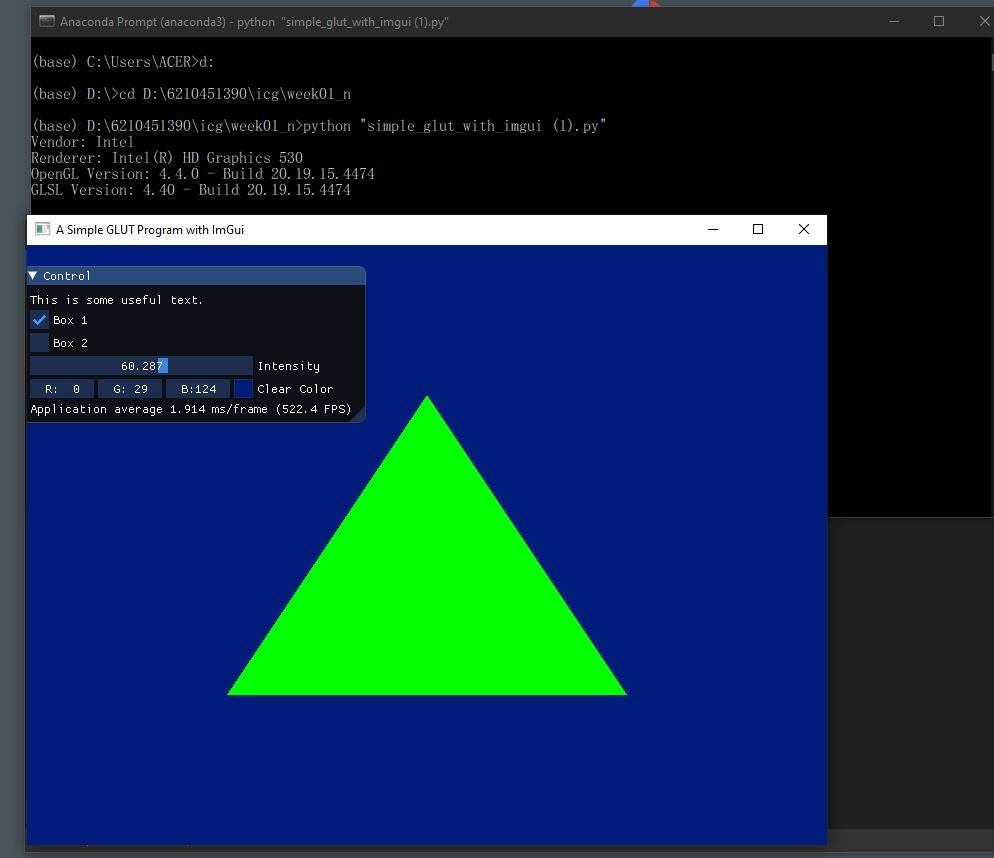 Anaconda Prompt (anaconda3) - python "simple_glut_with_imgui (1).py"
(base) C:\Users\ACER>d:
(base) D:\>cd D:\6210451390\icg\week01_n
(base) D:\6210451390\icg\week01_n>python "simple_glut_with_imgui (1).py"
Vendor: Intel
Renderer: Intel(R) HD Graphics 530
OpenGL Version: 4.4.0 - Build 20.19.15.4474
GLSL Version: 4.40 - Build 20.19.15.4474
A Simple GLUT Program with ImGui
Control
This is some useful text.
Box 1
Box 2
60.287 Intensity
R: 0 G: 29 B:124 Clear Color
Application average 1.914 ms/frame (522.4 FPS)